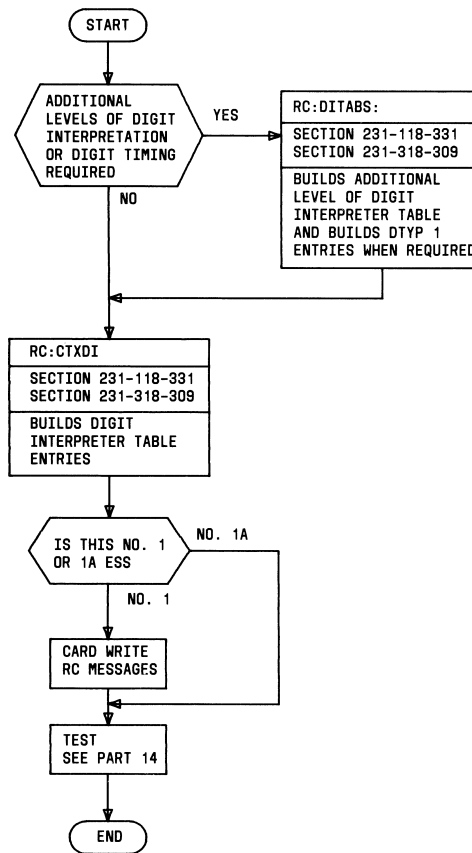 START
ADDITIONAL
LEVELS OF DIGIT
INTERPRETATION
OR DIGIT TIMING
REQUIRED
YES
NO
RC:DITABS:
SECTION 231-118-331
SECTION 231-318-309
BUILDS ADDITIONAL
LEVEL OF DIGIT
INTERPRETER TABLE
AND BUILDS DTYP 1
ENTRIES WHEN REQUIRED
RC:CTXDI
SECTION 231-118-331
SECTION 231-318-309
BUILDS DIGIT
INTERPRETER TABLE
ENTRIES
IS THIS NO. 1
OR 1A ESS
NO. 1A
NO. 1
CARD WRITE
RC MESSAGES
TEST
SEE PART 14
END